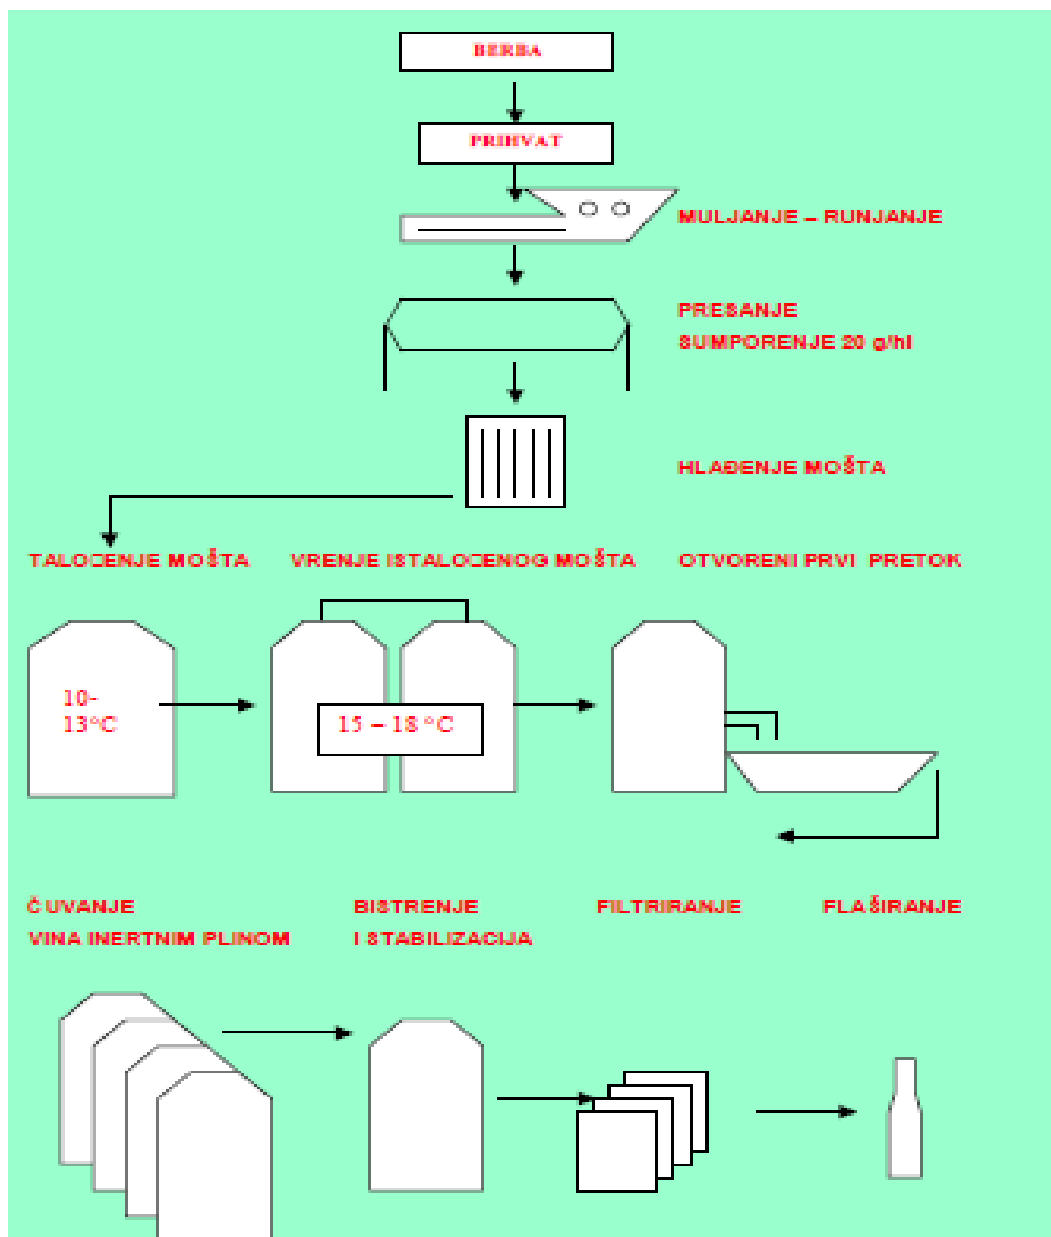 BERBA
PRIHVAT
MULJANJE – RUNJANJE
PRESANJE
SUMPORENJE 20 g/hl
HLAĐENJE MOŠTA
TALOŽENJE MOŠTA
VRENJE ISTALOŽENOG MOŠTA
OTVORENI PRVI PRETOK
10-
13°C
15 – 18 °C
ČUVANJE
VINA INERTNIM PLINOM
BISTRENJE
I STABILIZACIJA
FILTRIRANJE
FLAŠIRANJE